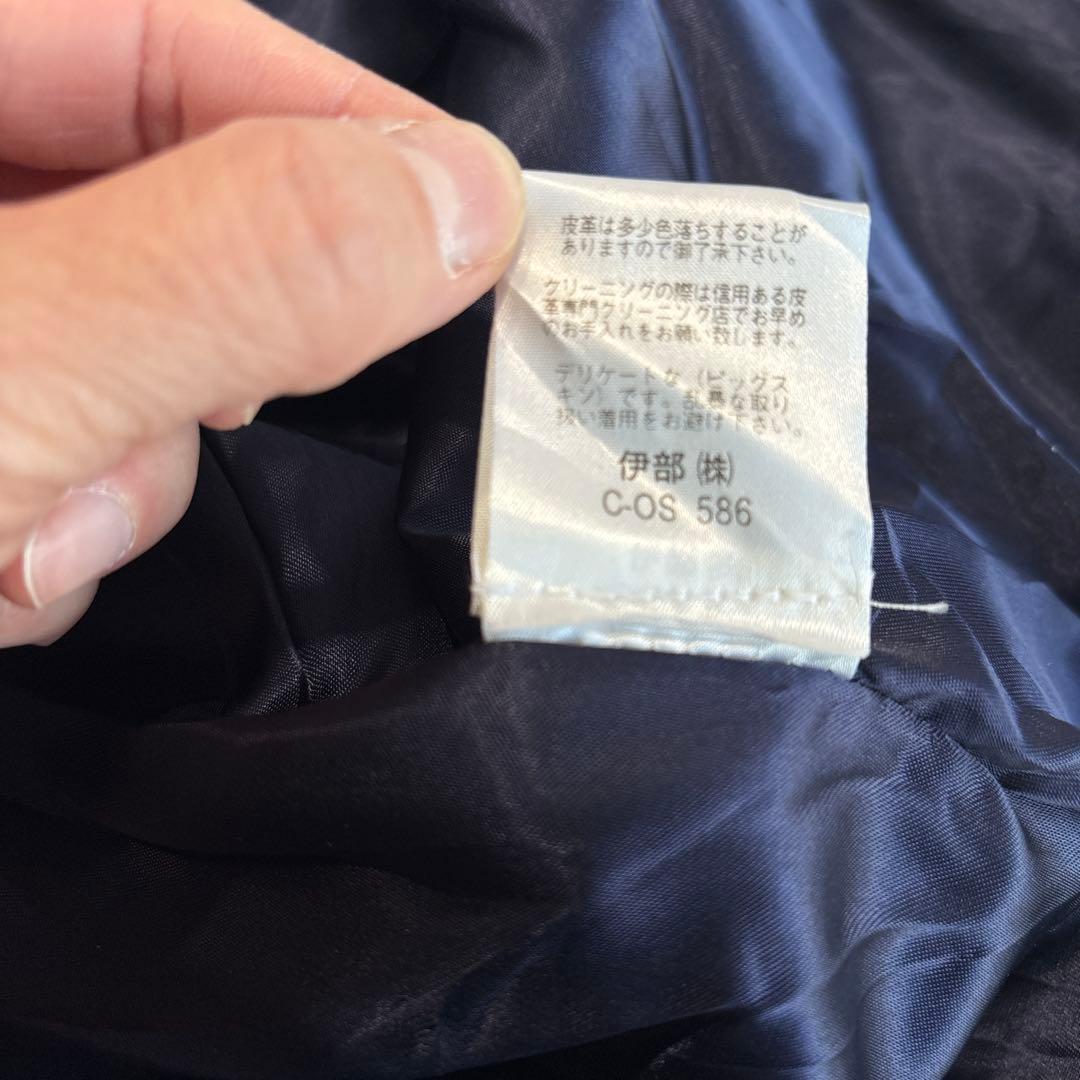 皮革は多少色落ちすることが
ありますので御了承下さい。
クリーニングの際は信用ある皮
革専門クリーニング店でお早め
のお手入れをお願い致します。
デリケートな（ピッグス
キン）です。乱暴な取り
扱い着用をお避け下さい。
伊部㈱
C-OS 586